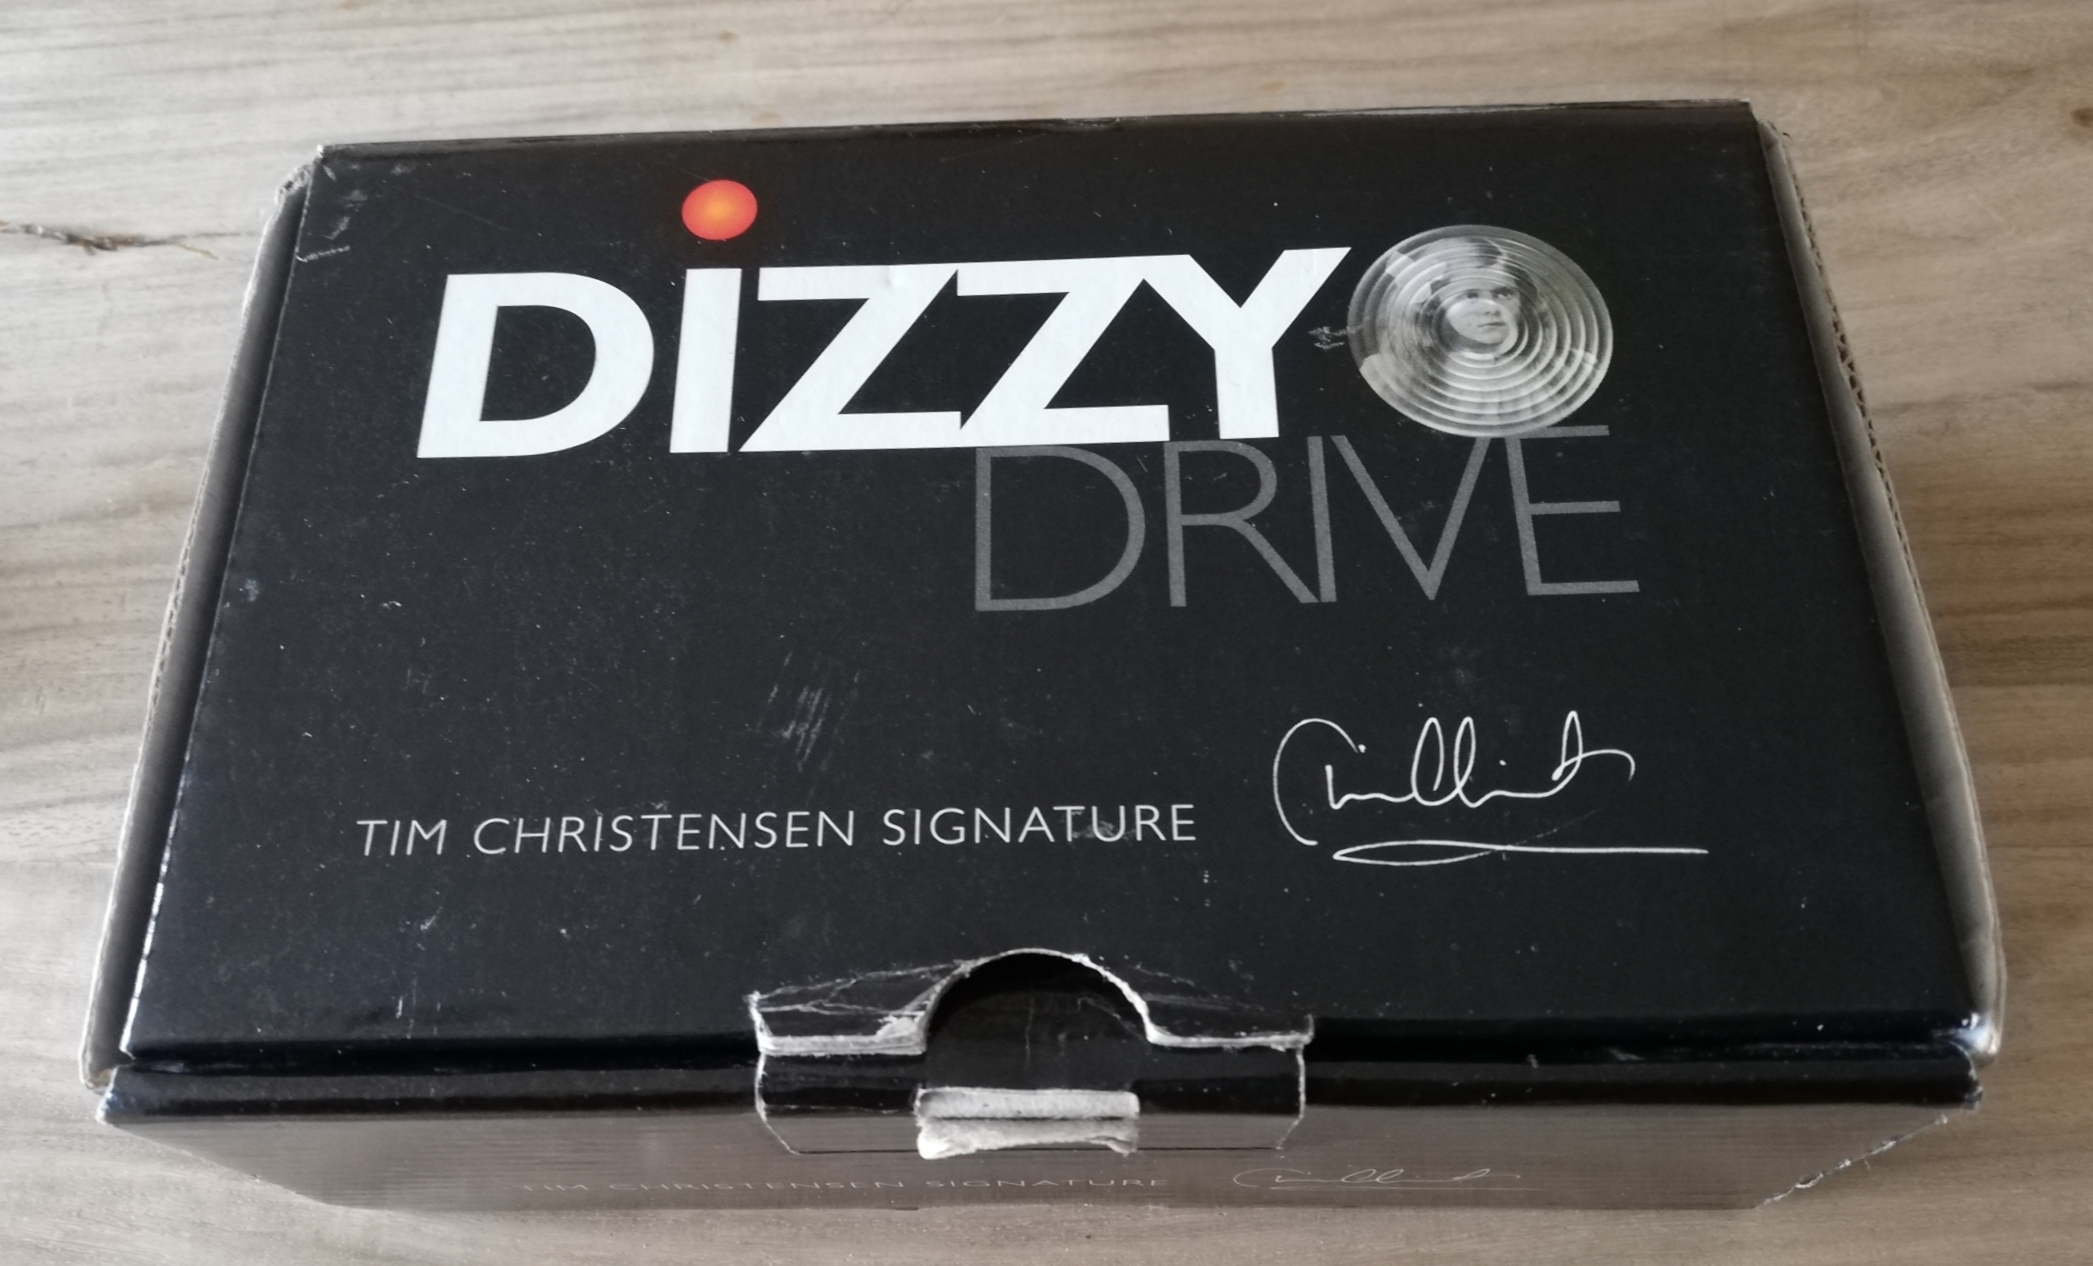 DiZZY
DRIVE
TIM CHRISTENSEN SIGNATURE
TIM CHRISTENSEN SIGNATURE